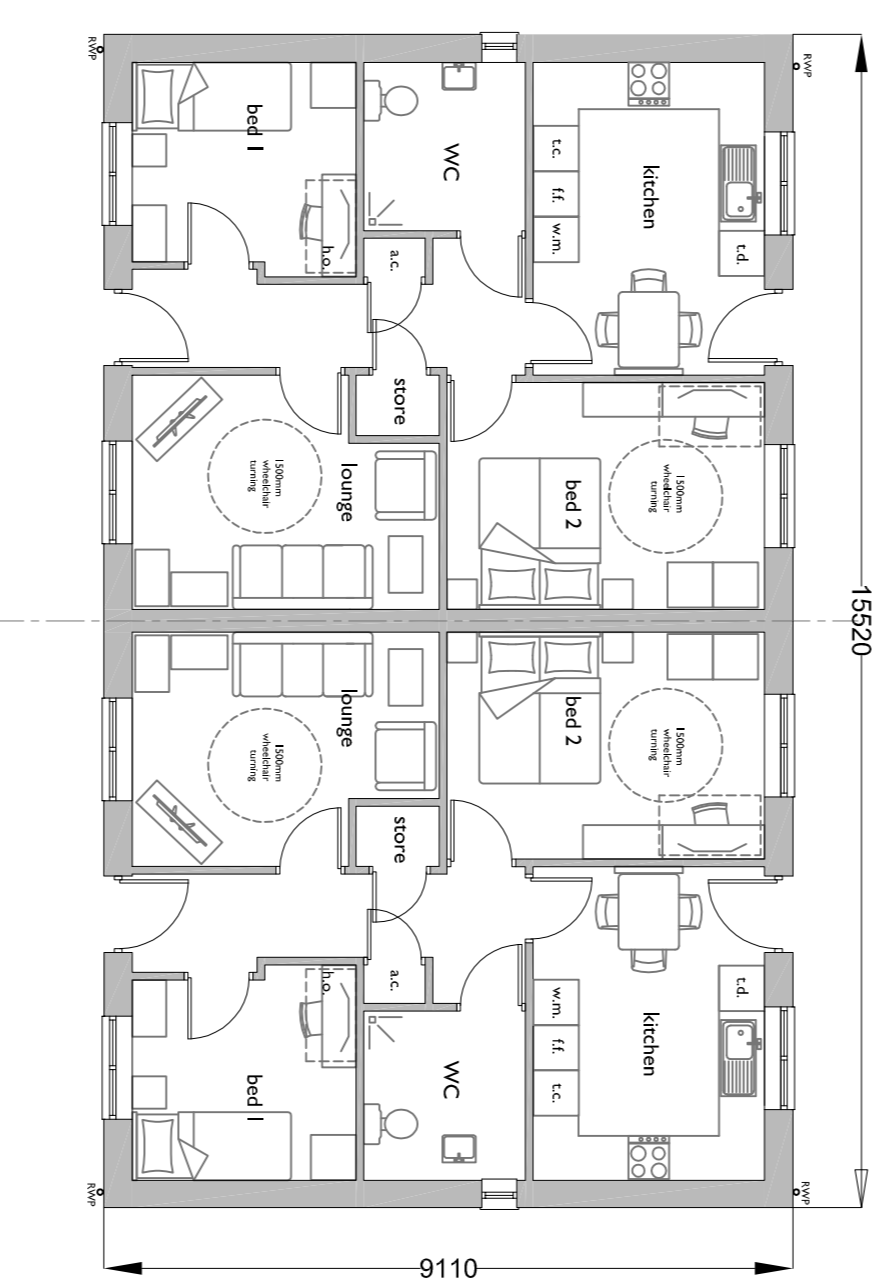 RWP
RWP
bed 1
h.o.
WC
a.c.
t.c.
f.f.
w.m.
kitchen
t.d.
store
lounge
1500mm
wheelchair
turning
bed 2
1500mm
wheelchair
turning
15520
lounge
1500mm
wheelchair
turning
bed 2
1500mm
wheelchair
turning
store
a.c.
h.o.
bed 1
WC
w.m.
f.f.
t.c.
kitchen
t.d.
RWP
RWP
9110